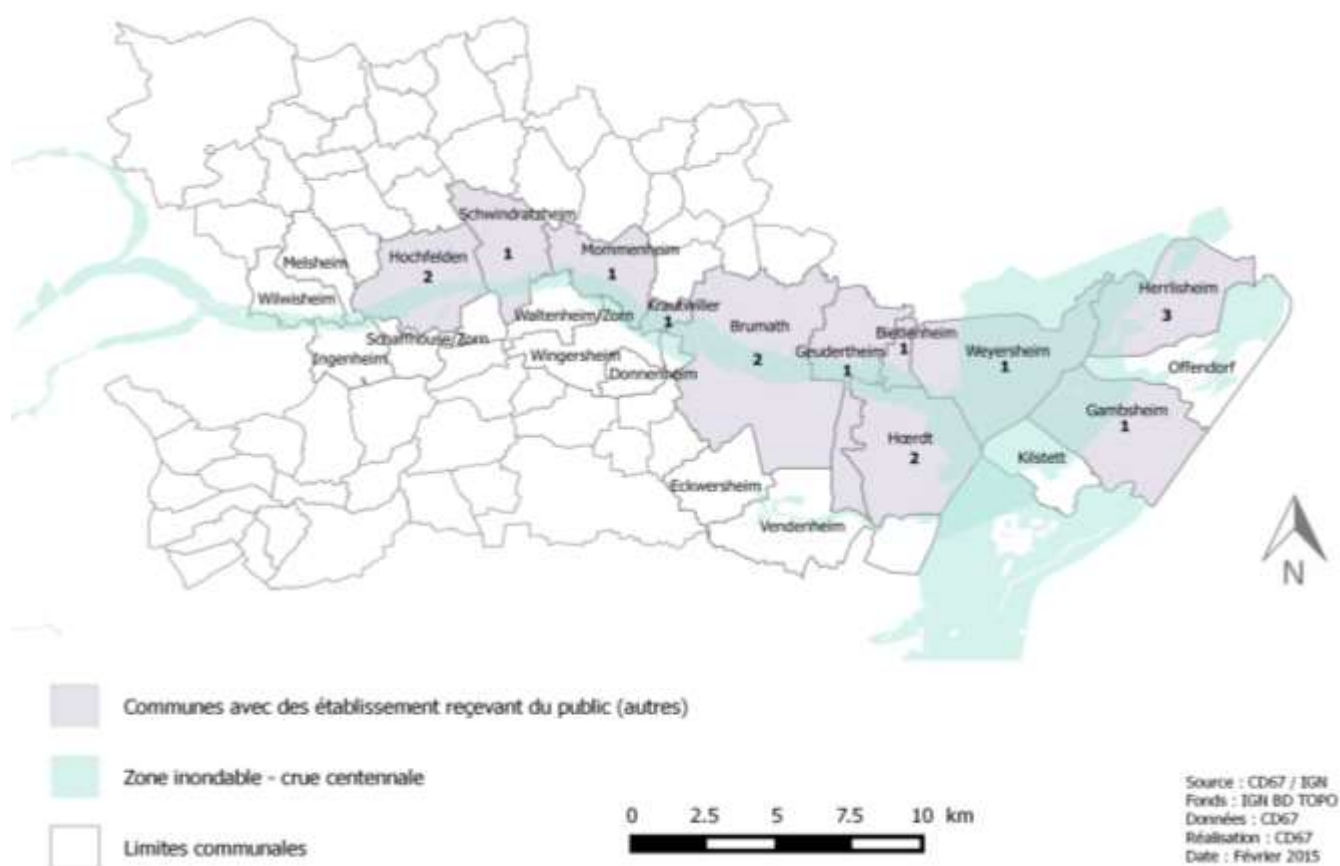 Schwindratsheim
Mommenheim
1
1
Hochfelden
2
Melsheim
Wilwisheim
Waltenheim/Zorn
Krautwiller
1
Schaffhouse/Zorn
Ingenheim
Wingersheim
Donnenheim
Brumath
2
Geudertheim
1
Bietlenheim
1
Weyersheim
1
Herrlisheim
3
Offendorf
Gambsheim
1
Hœrdt
2
Kilstett
Eckwersheim
Vendenheim
N
Communes avec des établissement reçevant du public (autres)
Zone inondable - crue centennale
Limites communales
0 2.5 5 7.5 10 km
Source : CD67 / IGN
Fonds : IGN BD TOPO
Données : CD67
Réalisation : CD67
Date : Février 2015